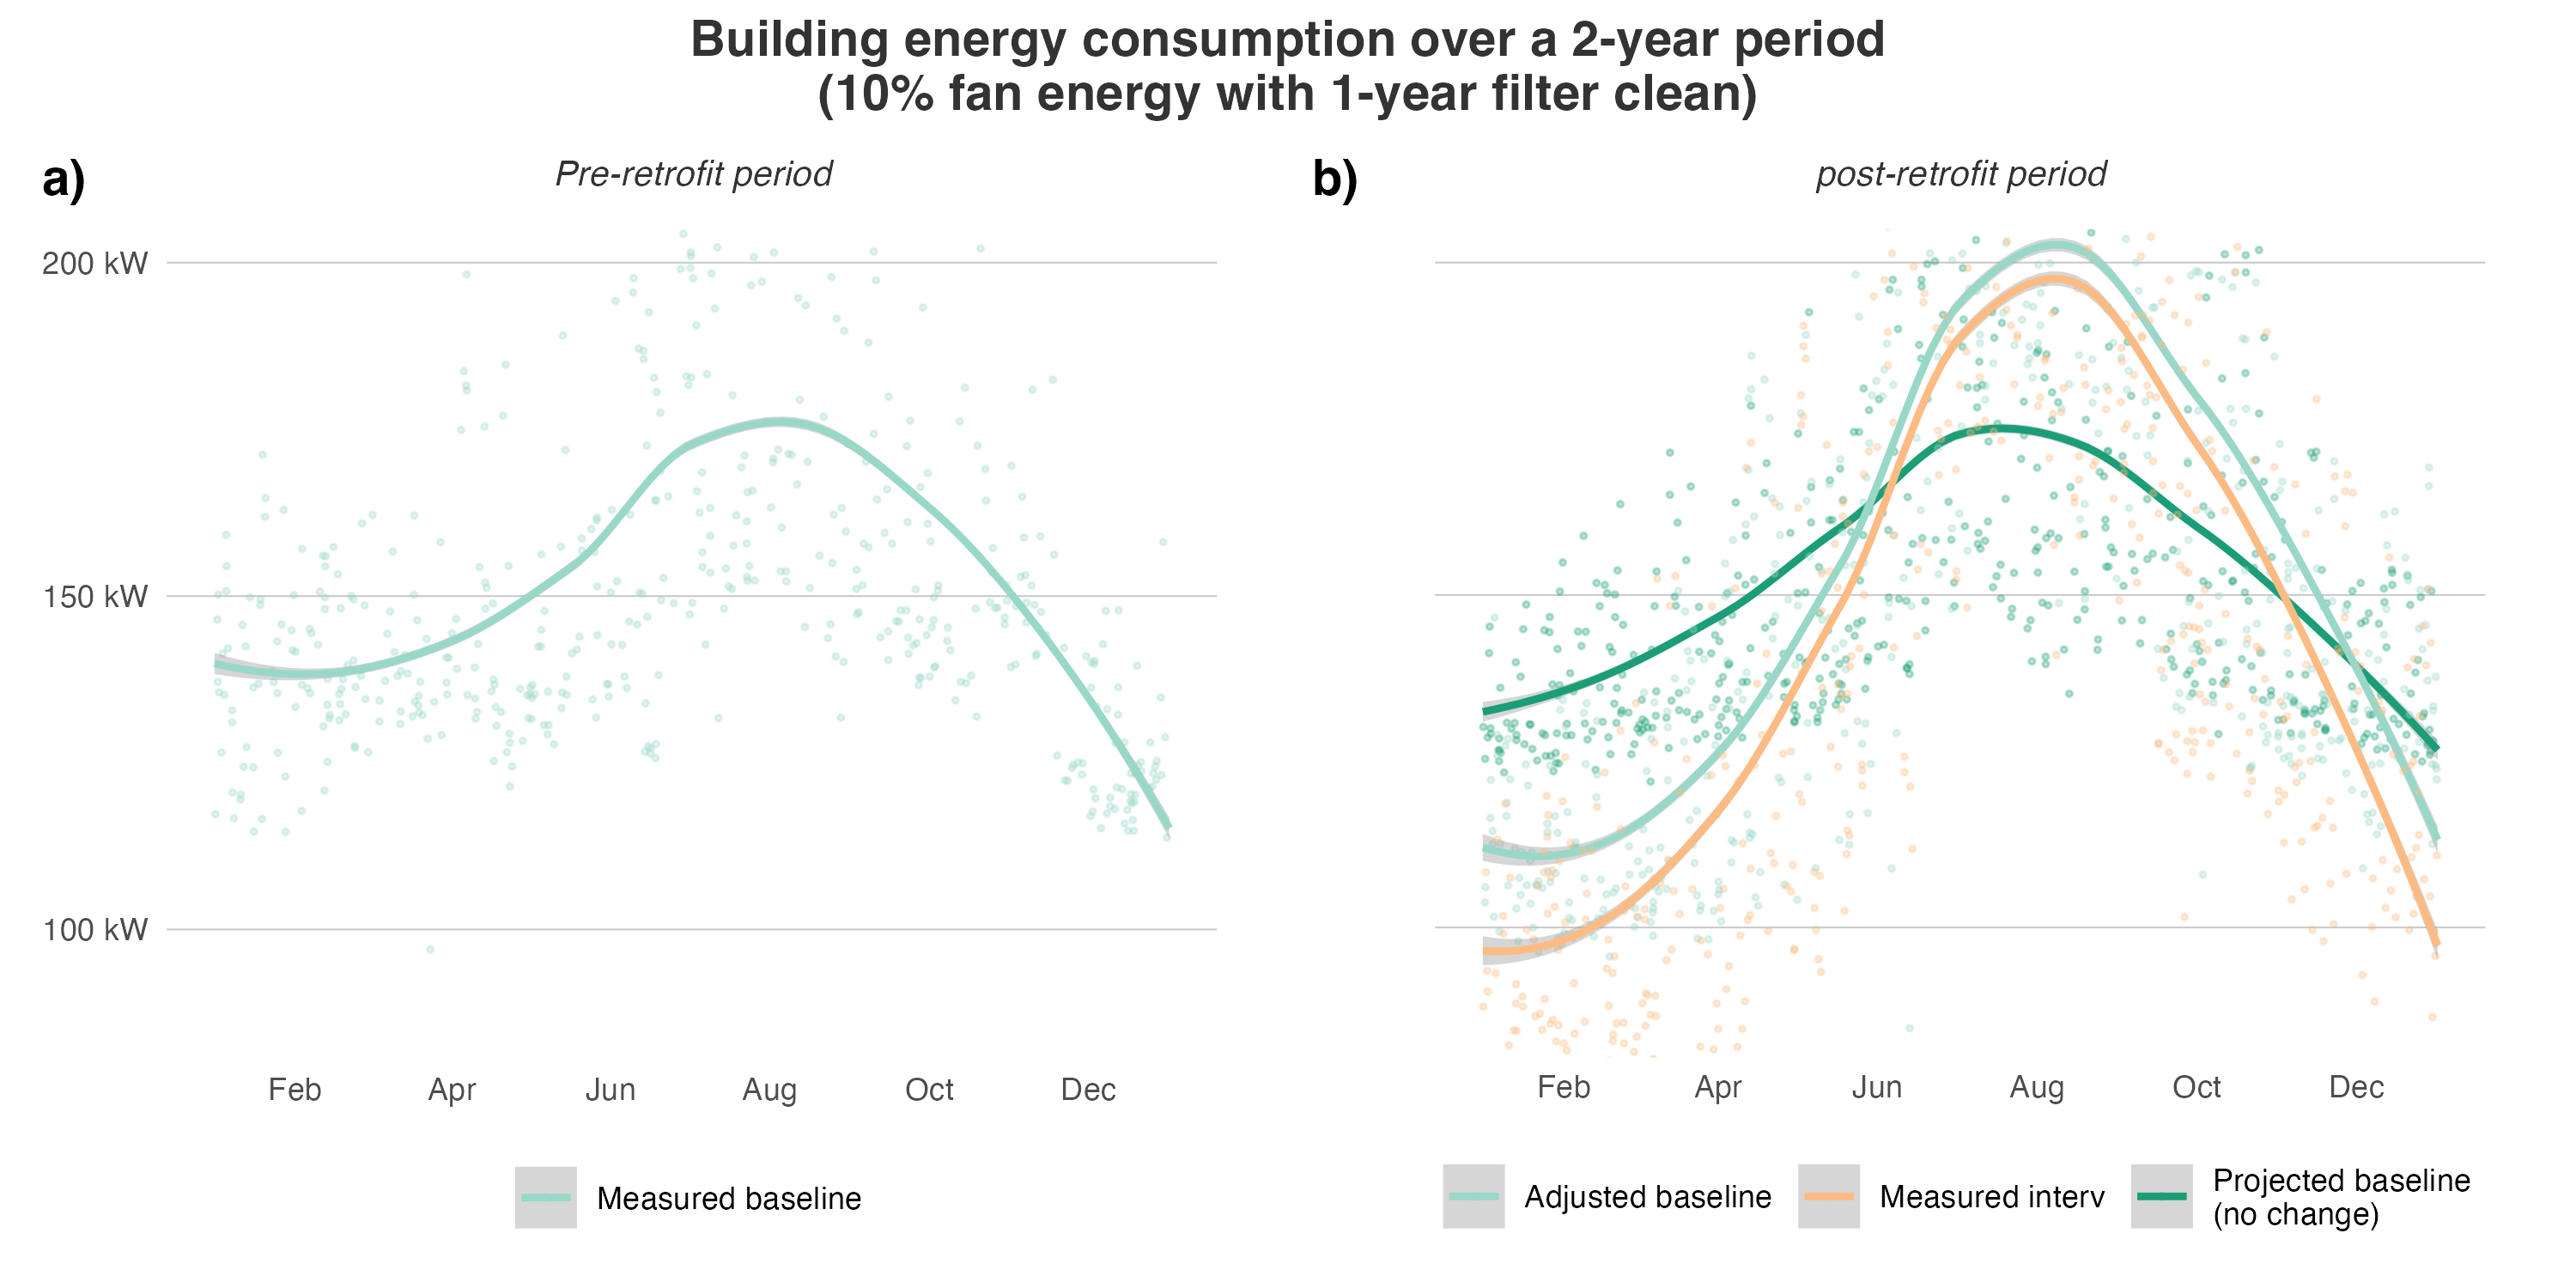 Building energy consumption over a 2-year period
(10% fan energy with 1-year filter clean)
a)
Pre-retrofit period
200 kW
150 kW
100 kW
Feb Apr Jun Aug Oct Dec
Measured baseline
b)
post-retrofit period
Feb Apr Jun Aug Oct Dec
Adjusted baseline
Measured interv
Projected baseline
(no change)